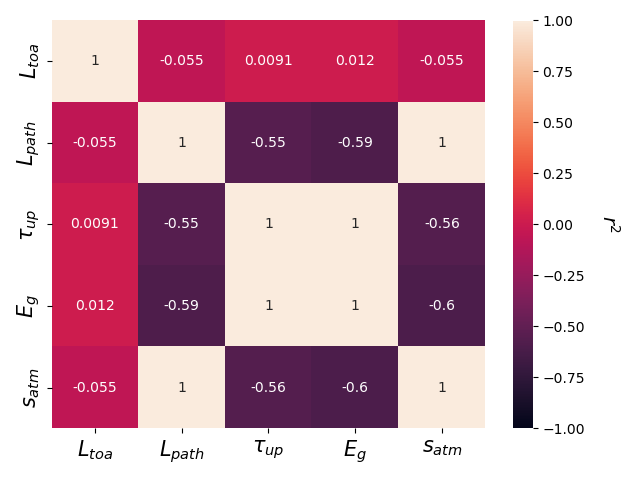 L_toa 1 -0.055 0.0091 0.012 -0.055
L_path -0.055 1 -0.55 -0.59 1
τ_up 0.0091 -0.55 1 1 -0.56
E_g 0.012 -0.59 1 1 -0.6
s_atm -0.055 1 -0.56 -0.6 1
L_toa L_path τ_up E_g s_atm
1.00
0.75
0.50
0.25
0.00
−0.25
−0.50
−0.75
−1.00
r²